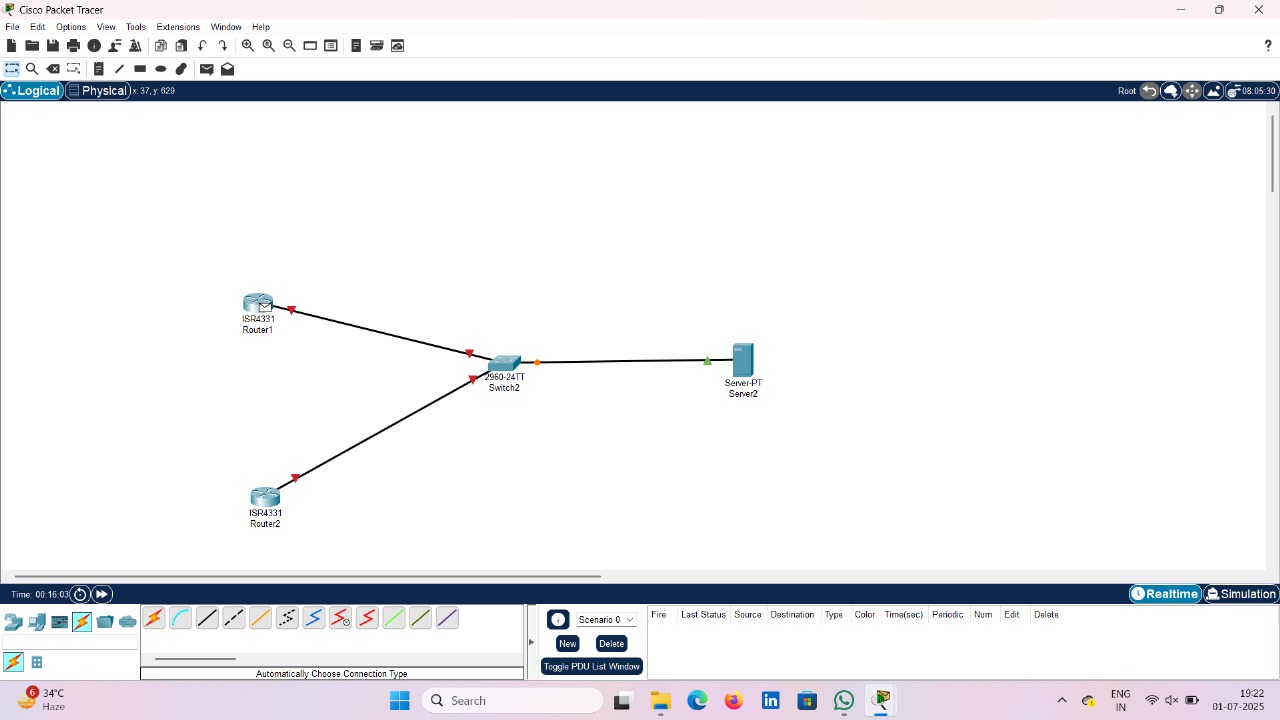 Cisco Packet Tracer
File Edit Options View Tools Extensions Window Help
?
Logical Physical x: 37, y: 629 Root 08:05:30
ISR4331
Router1
2960-24TT
Switch2
Server-PT
Server2
ISR4331
Router2
Time: 00:16:03 Realtime Simulation
Scenario 0
New Delete
Toggle PDU List Window
Fire Last Status Source Destination Type Color Time(sec) Periodic Num Edit Delete
Automatically Choose Connection Type
6
34°C
Haze
Search
ENG
IN
19:22
01-07-2025